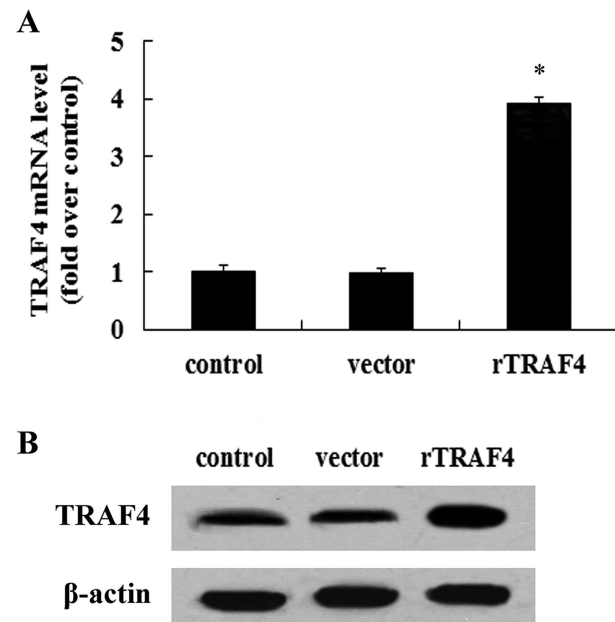 A
TRAF4 mRNA level
(fold over control)
5
4
3
2
1
0
*
control vector rTRAF4
B
control vector rTRAF4
TRAF4
β-actin